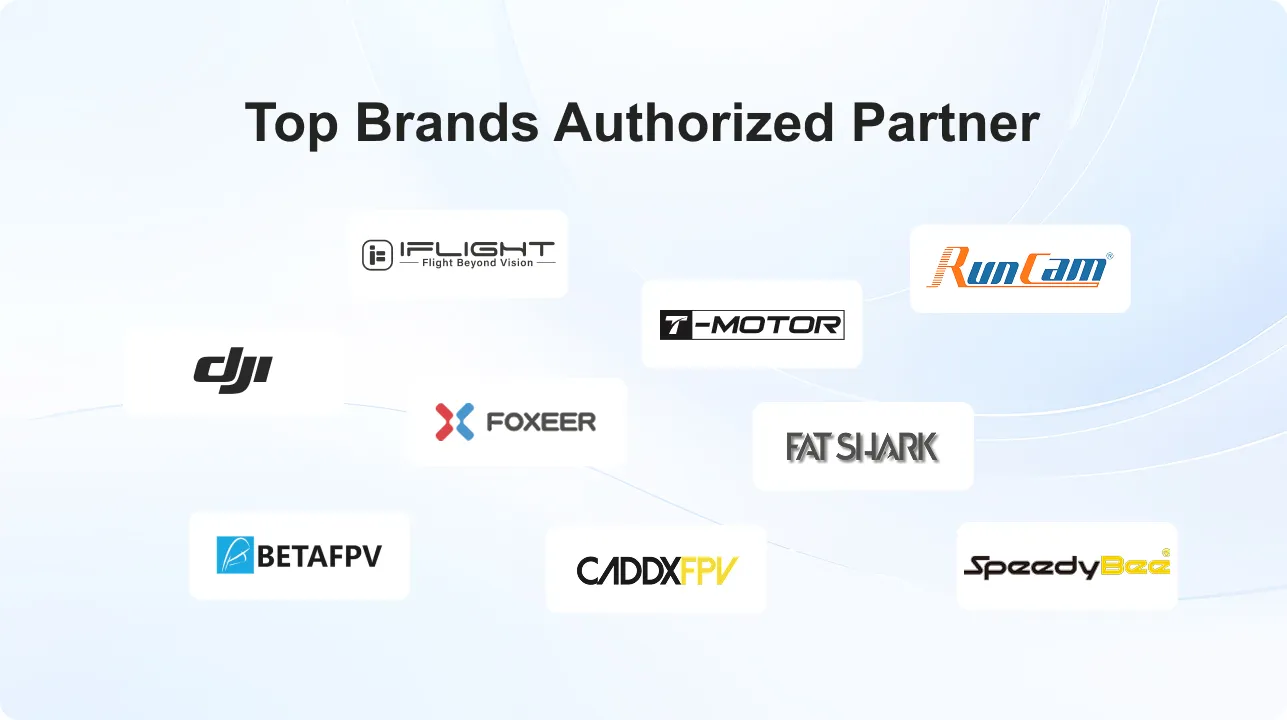 Top Brands Authorized Partner
IFLIGHT
Flight Beyond Vision
RunCam®
T-MOTOR
dji
FOXEER
FAT SHARK
BETAFPV
CADDXFPV
SpeedyBee®